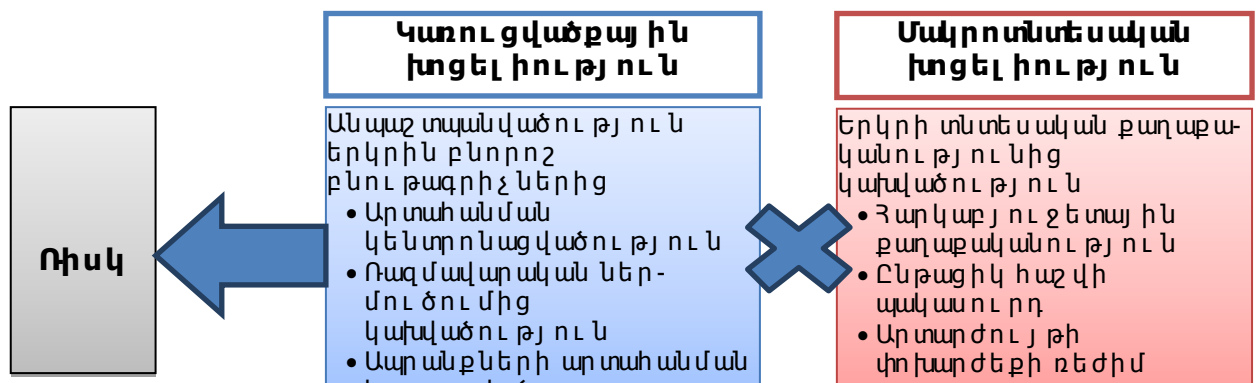 Կառուցվածքային
խոցելիություն
Մակրոտնտեսական
խոցելիություն
Ռիսկ
Անպաշտպանվածություն
երկրին բնորոշ
բնութագրիչներից
• Արտահանման
կենտրոնացվածություն
• Ռազմավարական ներ-
մուծումից
կախվածություն
• Ապրանքների արտահանման
Երկրի տնտեսական քաղաքա-
կանությունից
կախվածություն
• Հարկաբյուջետային
քաղաքականություն
• Ընթացիկ հաշվի
պակասուրդ
• Արտարժույթի
փոխարժեքի ռեժիմ